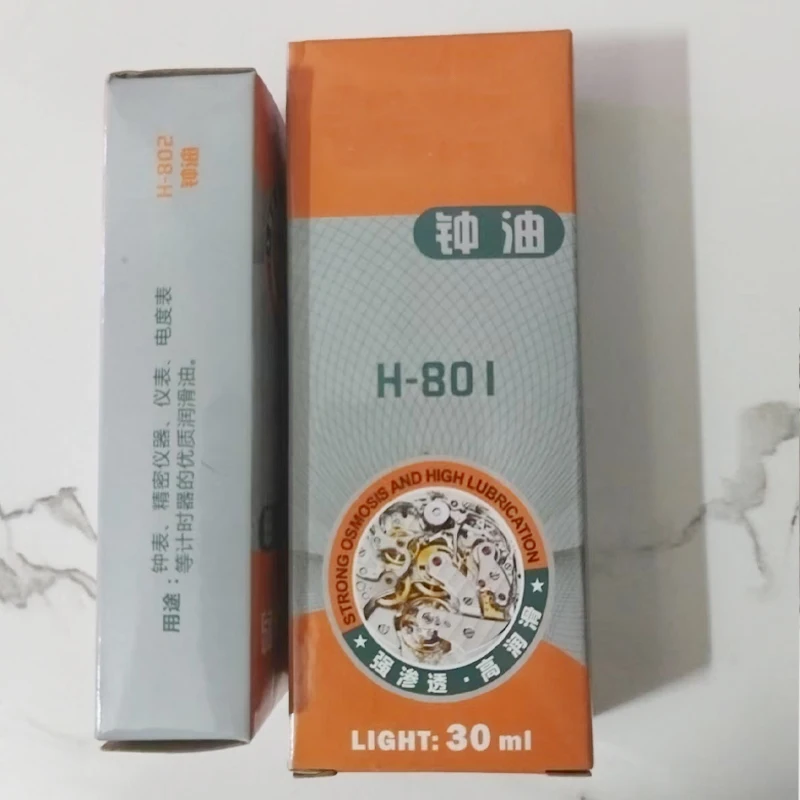 H-802
钟油
用途：钟表、精密仪器、仪表、电度表
等计时器的优质润滑油。
钟油
H-801
STRONG OSMOSIS AND HIGH LUBRICATION
★强渗透·高润滑★
LIGHT: 30 ml